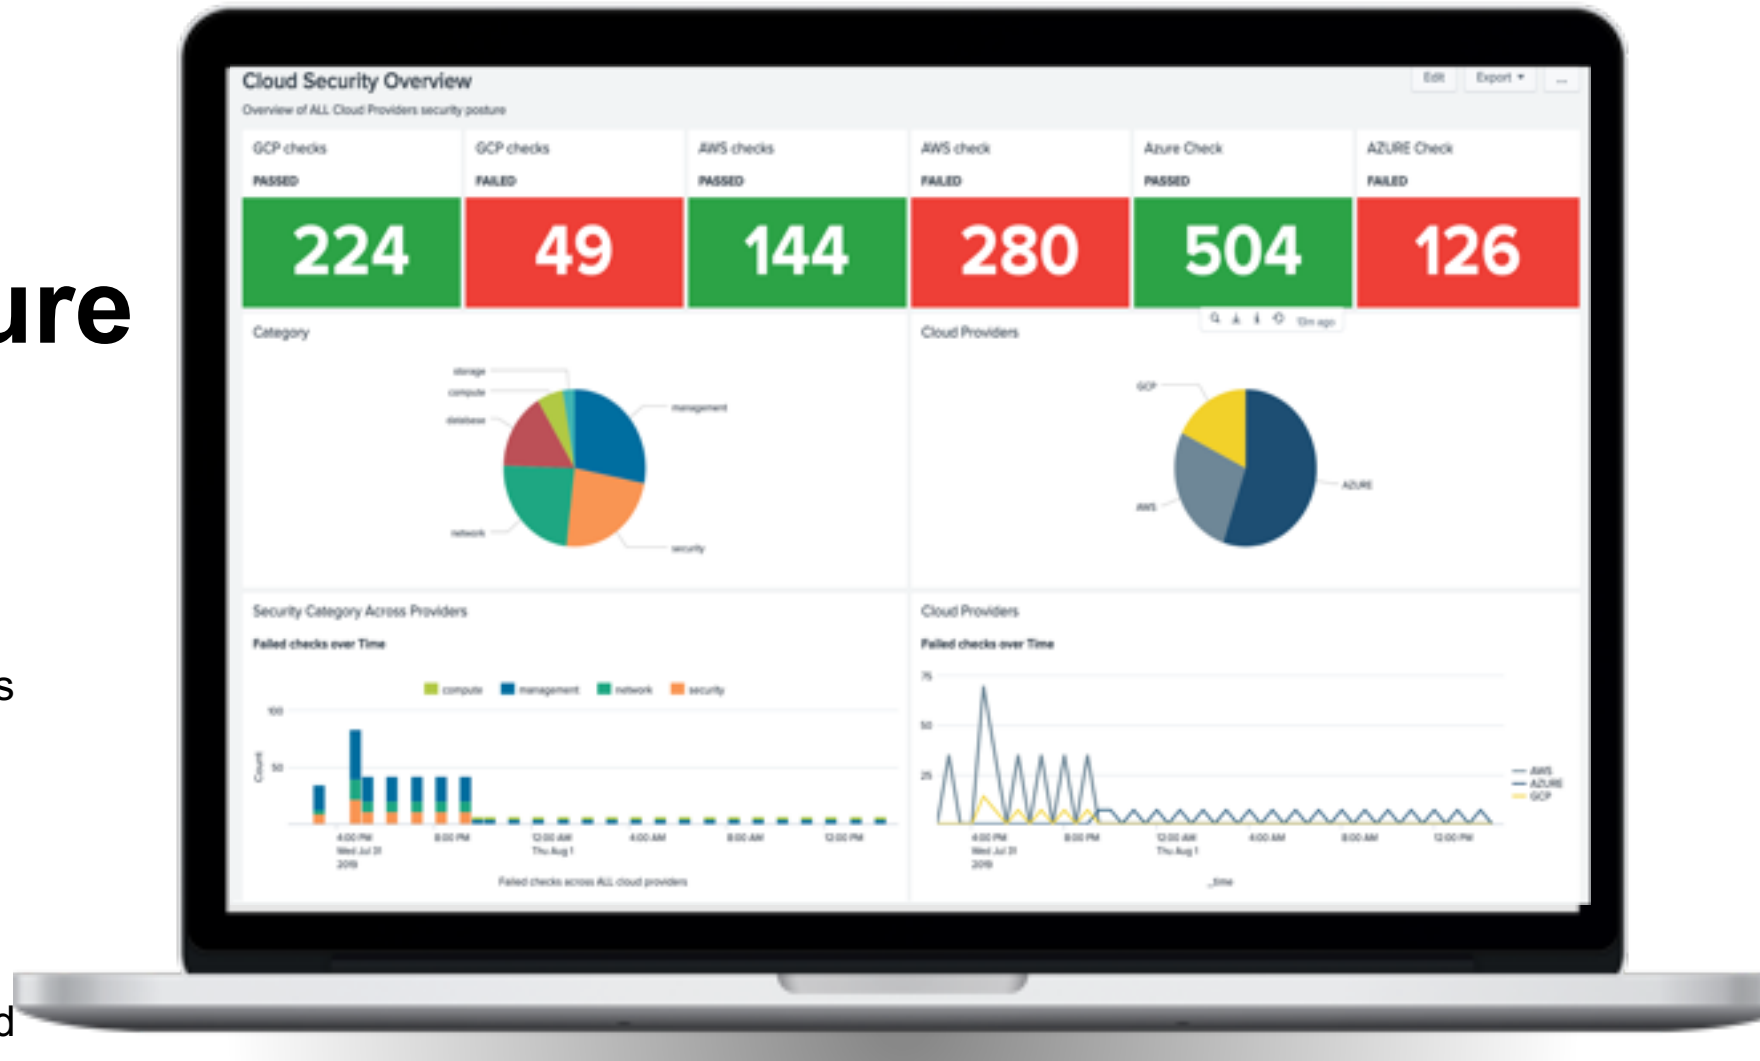 ure
s
d
Cloud Security Overview
Edit
Export
...
Overview of ALL Cloud Providers security posture
GCP checks
PASSED
224
GCP checks
FAILED
49
AWS checks
PASSED
144
AWS check
FAILED
280
Azure Check
PASSED
504
AZURE Check
FAILED
126
13m ago
Category
storage
compute
database
network
management
security
Cloud Providers
GCP
AWS
AZURE
Security Category Across Providers
Failed checks over Time
compute
management
network
security
100
50
Count
4:00 PM
Wed Jul 31
2019
8:00 PM
12:00 AM
Thu Aug 1
4:00 AM
8:00 AM
12:00 PM
Failed checks across ALL cloud providers
Cloud Providers
Failed checks over Time
75
50
25
AWS
AZURE
GCP
4:00 PM
Wed Jul 31
2019
8:00 PM
12:00 AM
Thu Aug 1
4:00 AM
8:00 AM
12:00 PM
_time